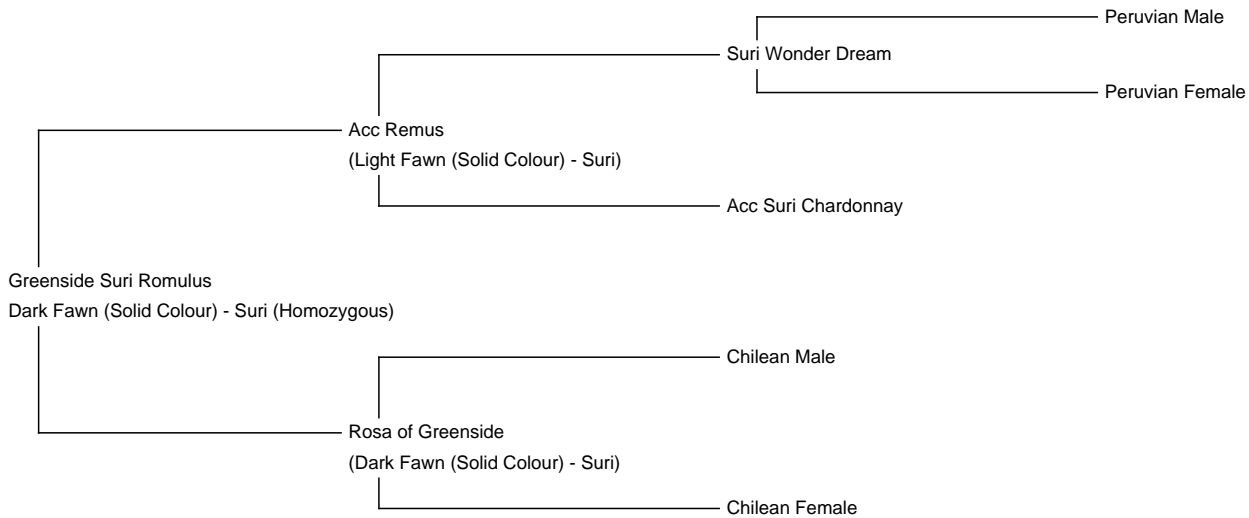 Peruvian Male
Suri Wonder Dream
Peruvian Female
Acc Remus
(Light Fawn (Solid Colour) - Suri)
Acc Suri Chardonnay
Greenside Suri Romulus
Dark Fawn (Solid Colour) - Suri (Homozygous)
Chilean Male
Rosa of Greenside
(Dark Fawn (Solid Colour) - Suri)
Chilean Female